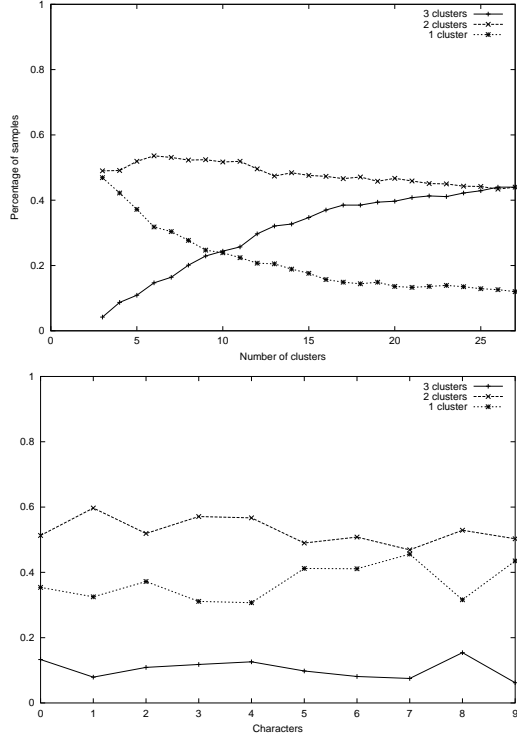 1
0.8
0.6
0.4
0.2
0
0 5 10 15 20 25
Percentage of samples
Number of clusters
3 clusters
2 clusters
1 cluster
1
0.8
0.6
0.4
0.2
0
0 1 2 3 4 5 6 7 8 9
Characters
3 clusters
2 clusters
1 cluster